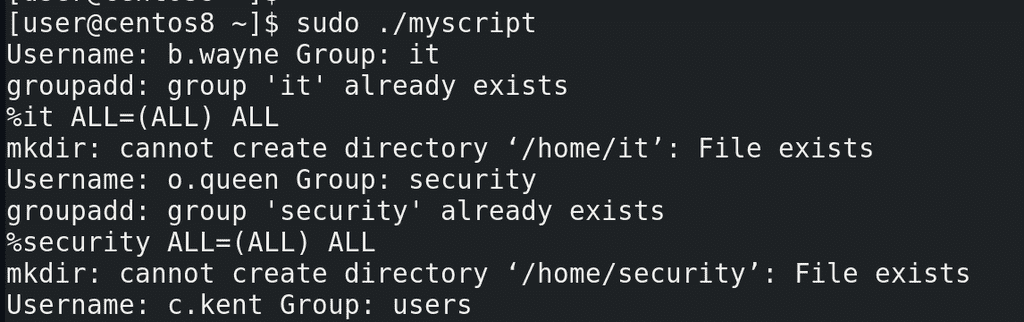 [user@centos8 ~]$ sudo ./myscript
Username: b.wayne Group: it
groupadd: group 'it' already exists
%it ALL=(ALL) ALL
mkdir: cannot create directory ‘/home/it’: File exists
Username: o.queen Group: security
groupadd: group 'security' already exists
%security ALL=(ALL) ALL
mkdir: cannot create directory ‘/home/security’: File exists
Username: c.kent Group: users